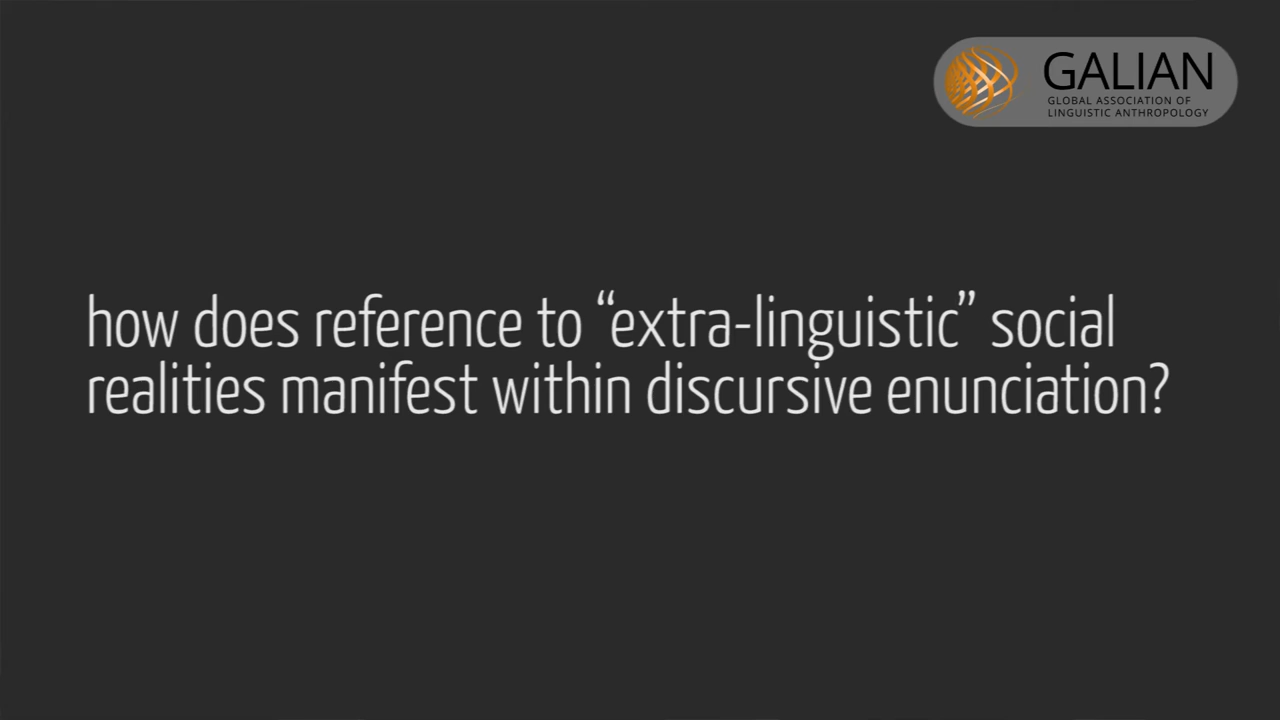 GALIAN
GLOBAL ASSOCIATION OF
LINGUISTIC ANTHROPOLOGY
how does reference to “extra-linguistic” social
realities manifest within discursive enunciation?